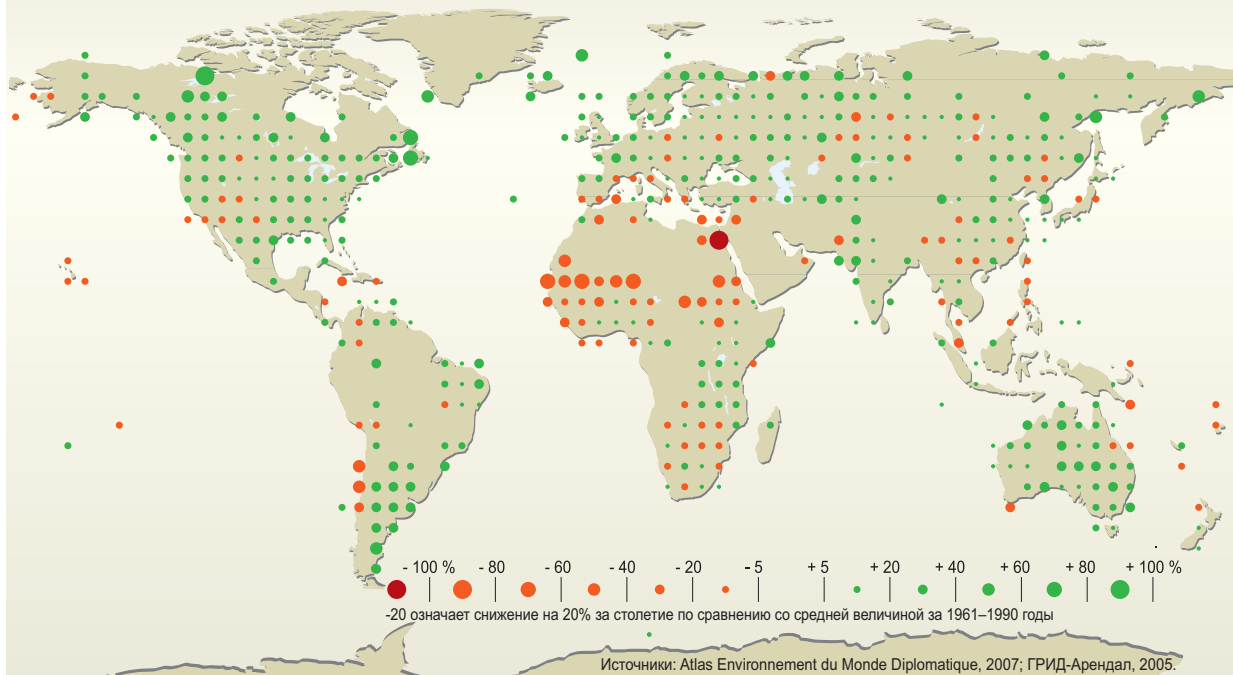 - 100 % - 80 - 60 - 40 - 20 - 5 + 5 + 20 + 40 + 60 + 80 + 100 %
-20 означает снижение на 20% за столетие по сравнению со средней величиной за 1961–1990 годы
Источники: Atlas Environnement du Monde Diplomatique, 2007; ГРИД-Арендал, 2005.